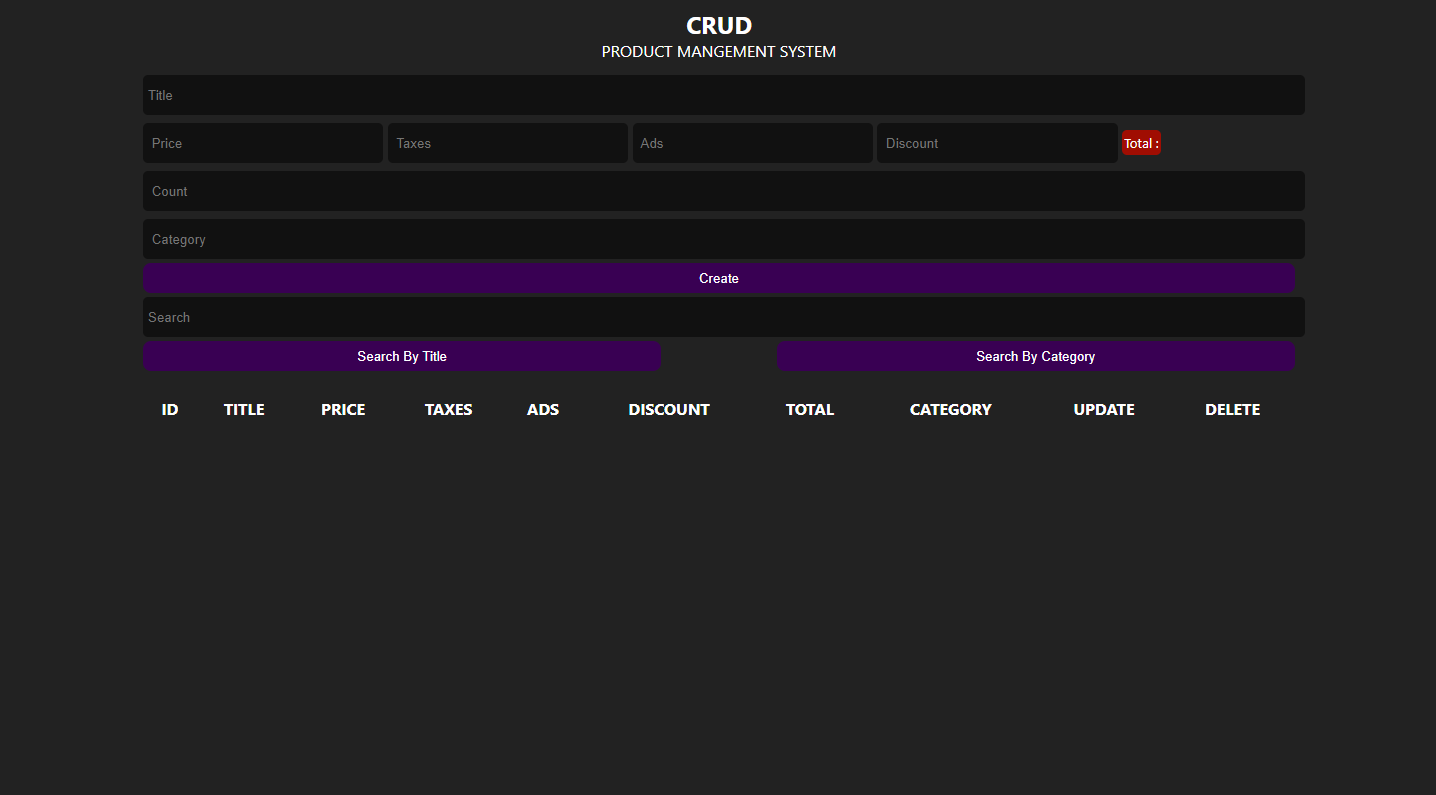 CRUD
PRODUCT MANGEMENT SYSTEM
Title
Price Taxes Ads Discount Total :
Count
Category
Create
Search
Search By Title Search By Category
ID TITLE PRICE TAXES ADS DISCOUNT TOTAL CATEGORY UPDATE DELETE